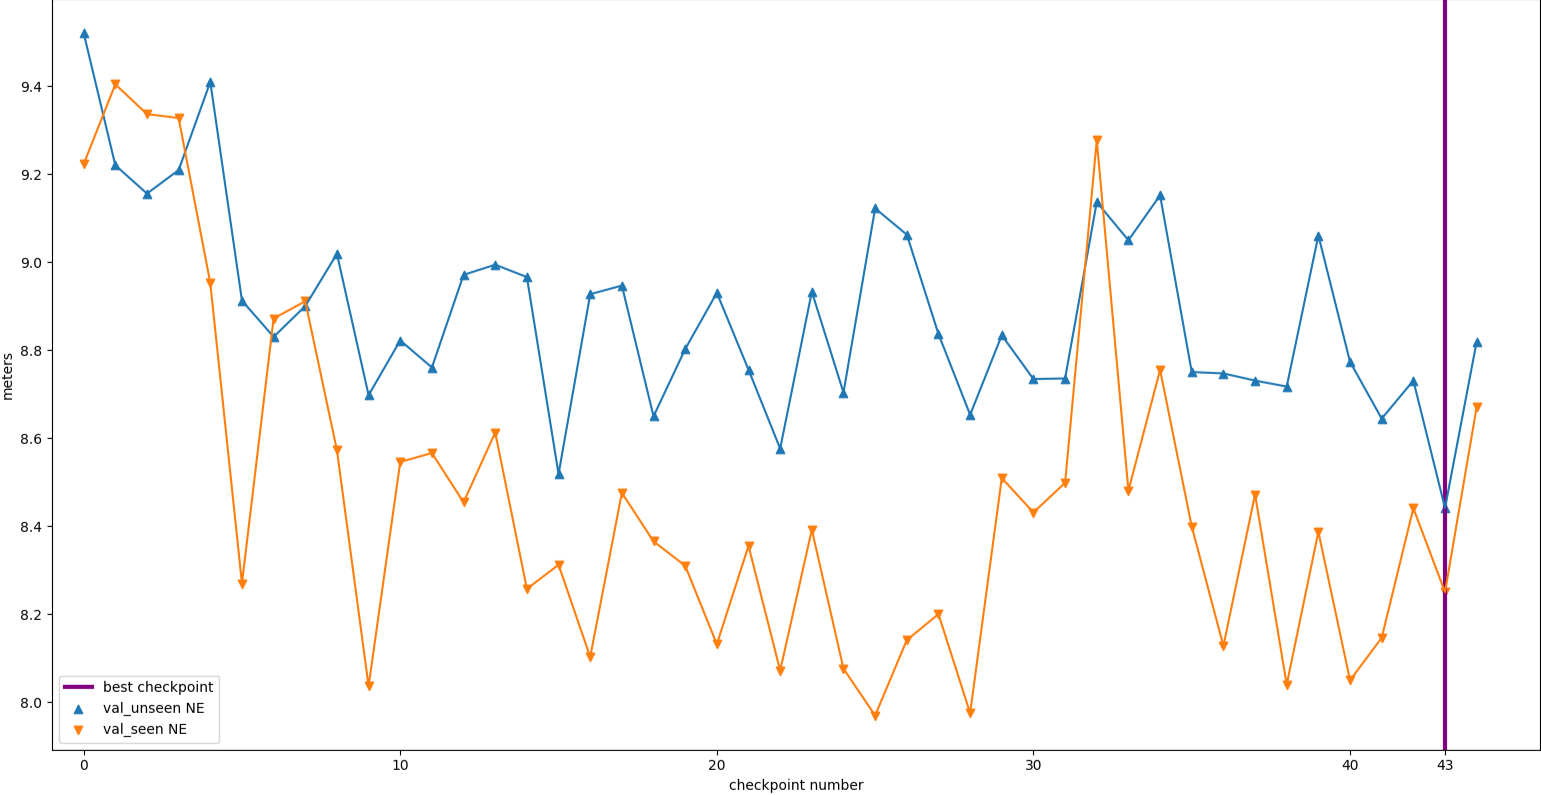 9.4
9.2
9.0
8.8
8.6
8.4
8.2
8.0
meters
best checkpoint
val_unseen NE
val_seen NE
0 10 20 30 40 43
checkpoint number